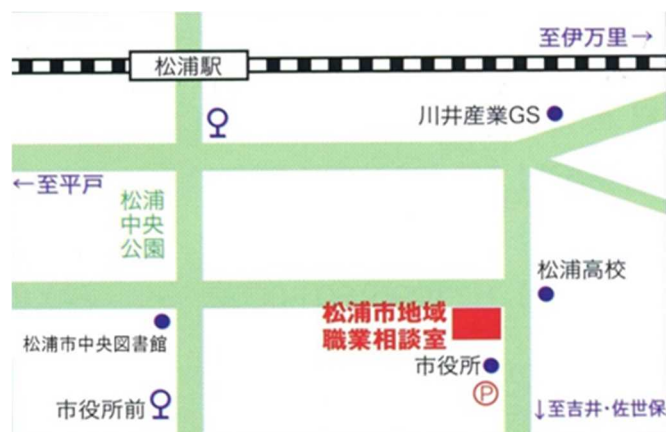 至伊万里→
松浦駅
川井産業GS
←至平戸
松浦
中央
公園
松浦高校
松浦市地域
職業相談室
松浦市中央図書館
市役所
P
市役所前
↓至吉井・佐世保